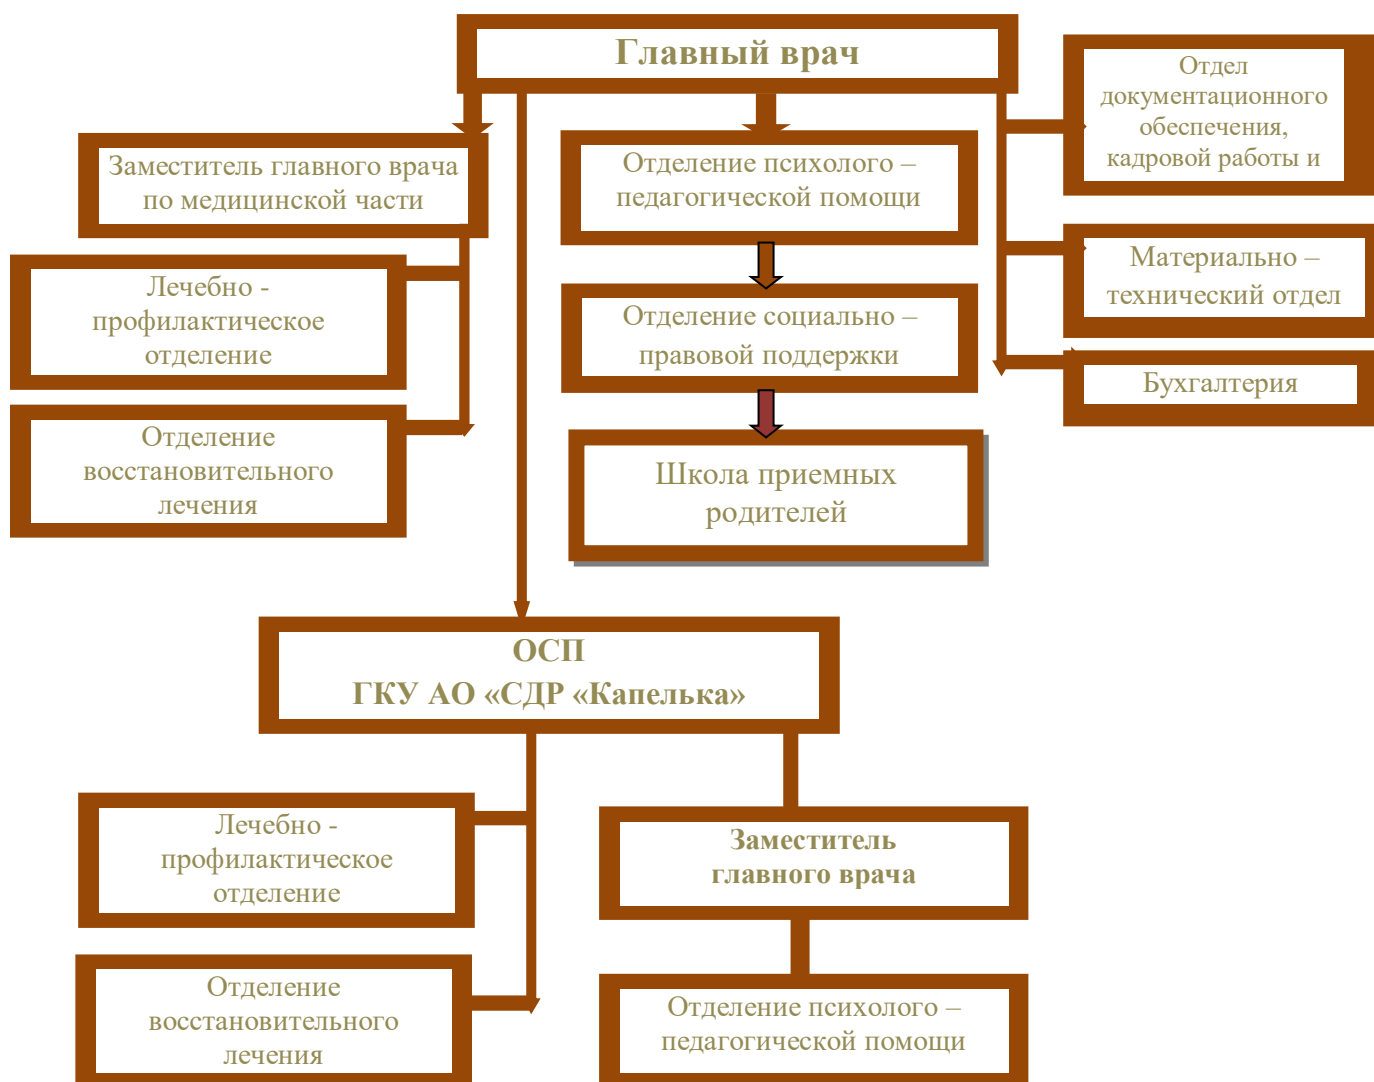 Главный врач
Отдел
документационного
обеспечения,
кадровой работы и
Заместитель главного врача
по медицинской части
Отделение психолого –
педагогической помощи
Материально –
технический отдел
Лечебно -
профилактическое
отделение
Отделение социально –
правовой поддержки
Бухгалтерия
Отделение
восстановительного
лечения
Школа приемных
родителей
ОСП
ГКУ АО «СДР «Капелька»
Лечебно -
профилактическое
отделение
Заместитель
главного врача
Отделение
восстановительного
лечения
Отделение психолого –
педагогической помощи